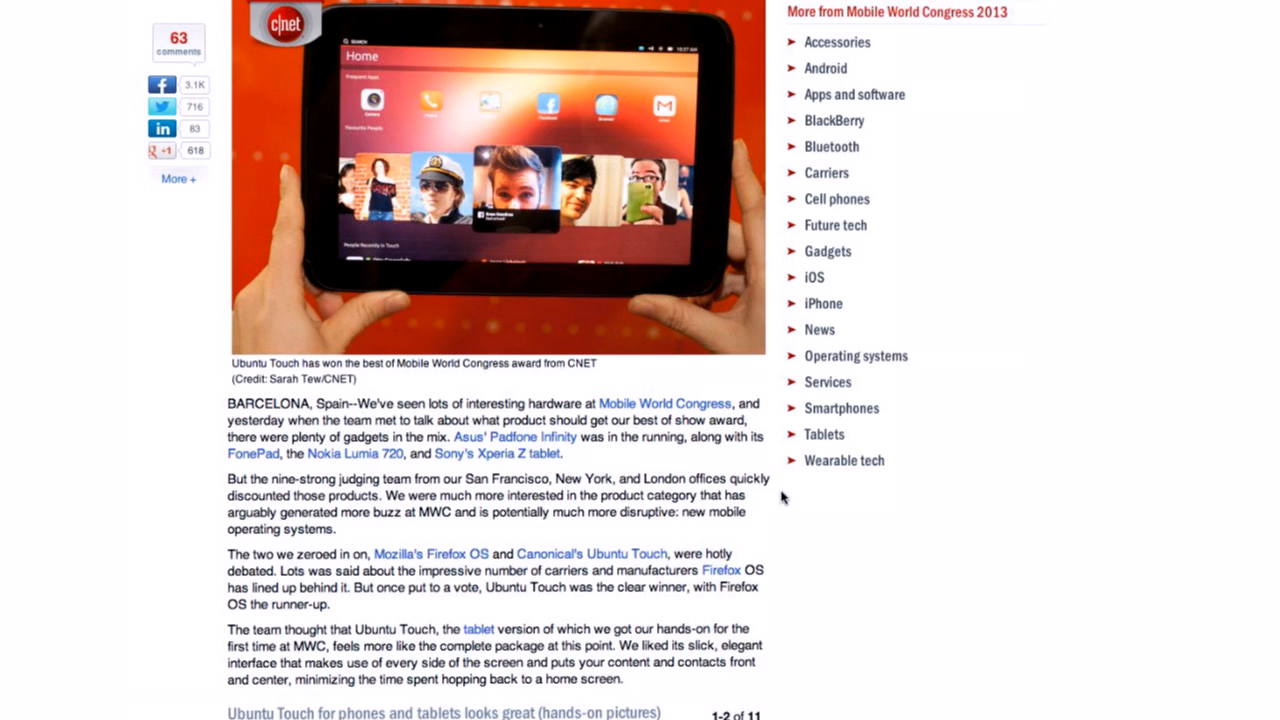 c|net
63
comments
3.1K
716
in
83
+1
618
More +
SEARCH
Home
Frequent Apps
Camera
Facebook
Browser
Gmail
Favourite People
People Recently in Touch
Ubuntu Touch has won the best of Mobile World Congress award from CNET
(Credit: Sarah Tew/CNET)
BARCELONA, Spain--We've seen lots of interesting hardware at Mobile World Congress, and
yesterday when the team met to talk about what product should get our best of show award,
there were plenty of gadgets in the mix. Asus' Padfone Infinity was in the running, along with its
FonePad, the Nokia Lumia 720, and Sony's Xperia Z tablet.
But the nine-strong judging team from our San Francisco, New York, and London offices quickly
discounted those products. We were much more interested in the product category that has
arguably generated more buzz at MWC and is potentially much more disruptive: new mobile
operating systems.
The two we zeroed in on, Mozilla's Firefox OS and Canonical's Ubuntu Touch, were hotly
debated. Lots was said about the impressive number of carriers and manufacturers Firefox OS
has lined up behind it. But once put to a vote, Ubuntu Touch was the clear winner, with Firefox
OS the runner-up.
The team thought that Ubuntu Touch, the tablet version of which we got our hands-on for the
first time at MWC, feels more like the complete package at this point. We liked its slick, elegant
interface that makes use of every side of the screen and puts your content and contacts front
and center, minimizing the time spent hopping back to a home screen.
Ubuntu Touch for phones and tablets looks great (hands-on pictures)
1-2 of 11
More from Mobile World Congress 2013
Accessories
Android
Apps and software
BlackBerry
Bluetooth
Carriers
Cell phones
Future tech
Gadgets
iOS
iPhone
News
Operating systems
Services
Smartphones
Tablets
Wearable tech